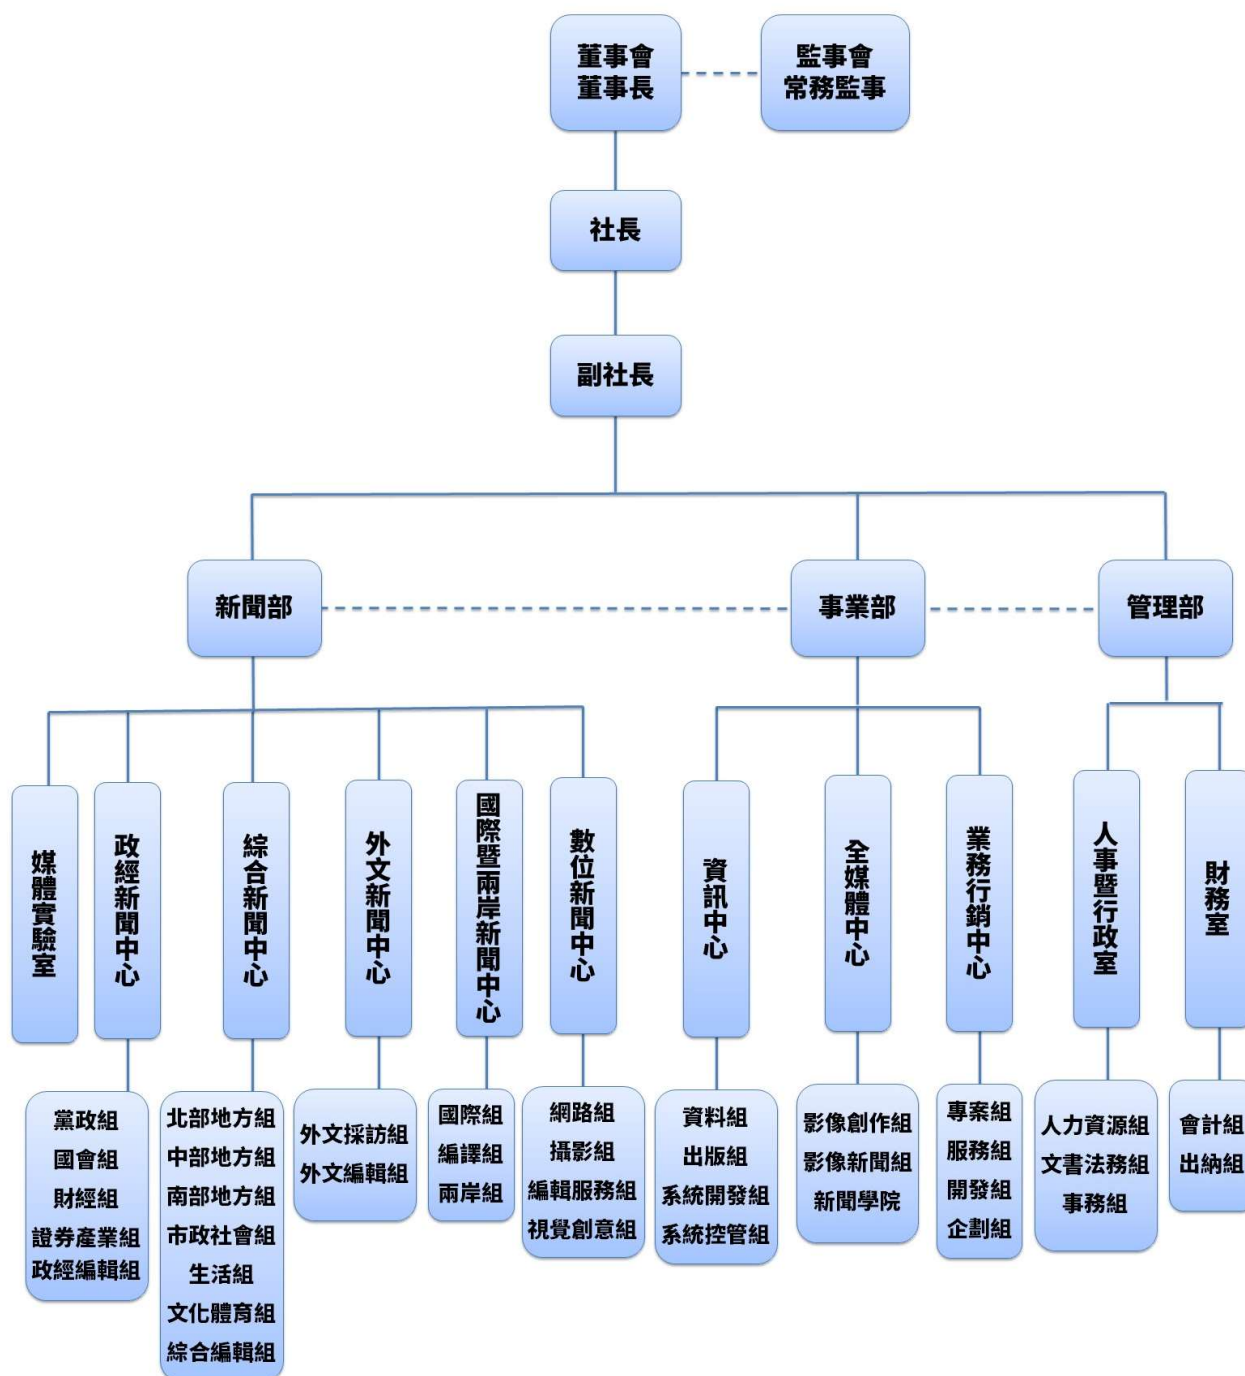 董事會
董事長
監事會
常務監事
社長
副社長
新聞部
事業部
管理部
媒體實驗室
政經新聞中心
綜合新聞中心
外文新聞中心
國際暨兩岸新聞中心
數位新聞中心
資訊中心
全媒體中心
業務行銷中心
人事暨行政室
財務室
黨政組
國會組
財經組
證券產業組
政經編輯組
北部地方組
中部地方組
南部地方組
市政社會組
生活組
文化體育組
綜合編輯組
外文採訪組
外文編輯組
國際組
編譯組
兩岸組
網路組
攝影組
編輯服務組
視覺創意組
資料組
出版組
系統開發組
系統控管組
影像創作組
影像新聞組
新聞學院
專案組
服務組
開發組
企劃組
人力資源組
文書法務組
事務組
會計組
出納組